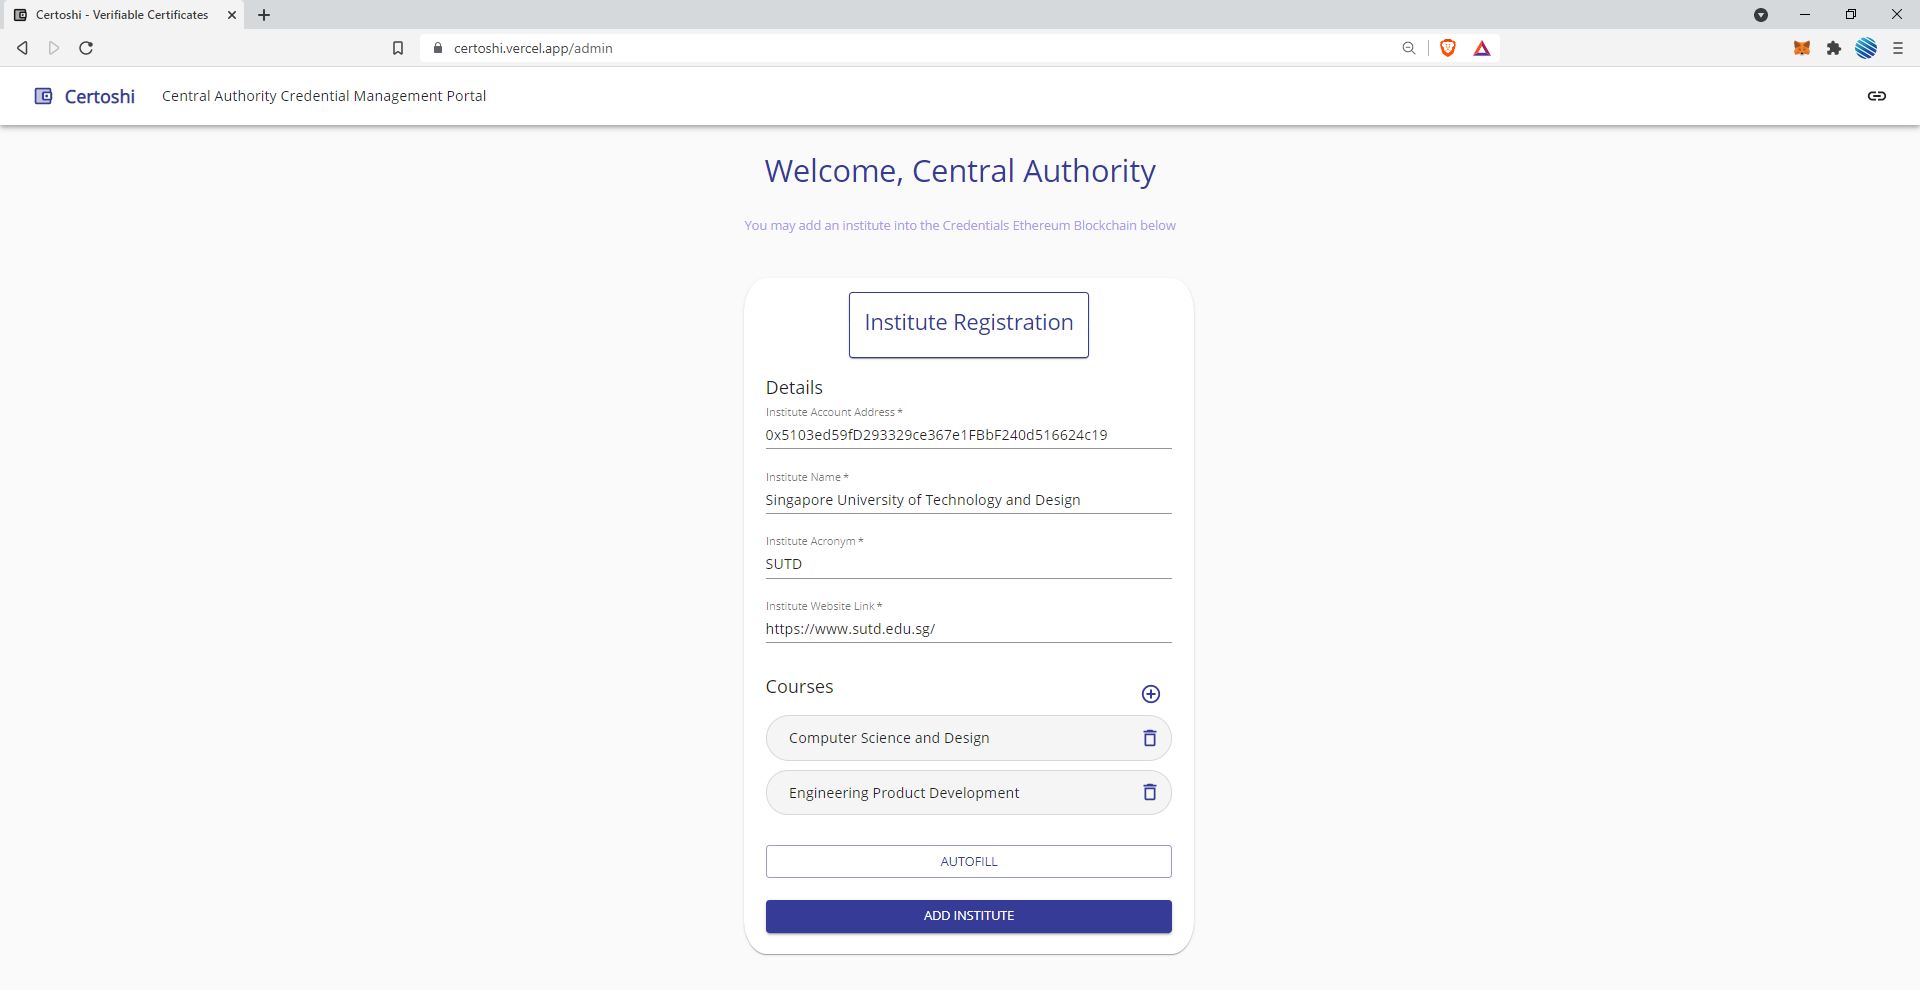 Certoshi - Verifiable Certificates
certoshi.vercel.app/admin
Certoshi
Central Authority Credential Management Portal
Welcome, Central Authority
You may add an institute into the Credentials Ethereum Blockchain below
Institute Registration
Details
Institute Account Address *
0x5103ed59fD293329ce367e1FBbF240d516624c19
Institute Name *
Singapore University of Technology and Design
Institute Acronym *
SUTD
Institute Website Link *
https://www.sutd.edu.sg/
Courses
Computer Science and Design
Engineering Product Development
AUTOFILL
ADD INSTITUTE